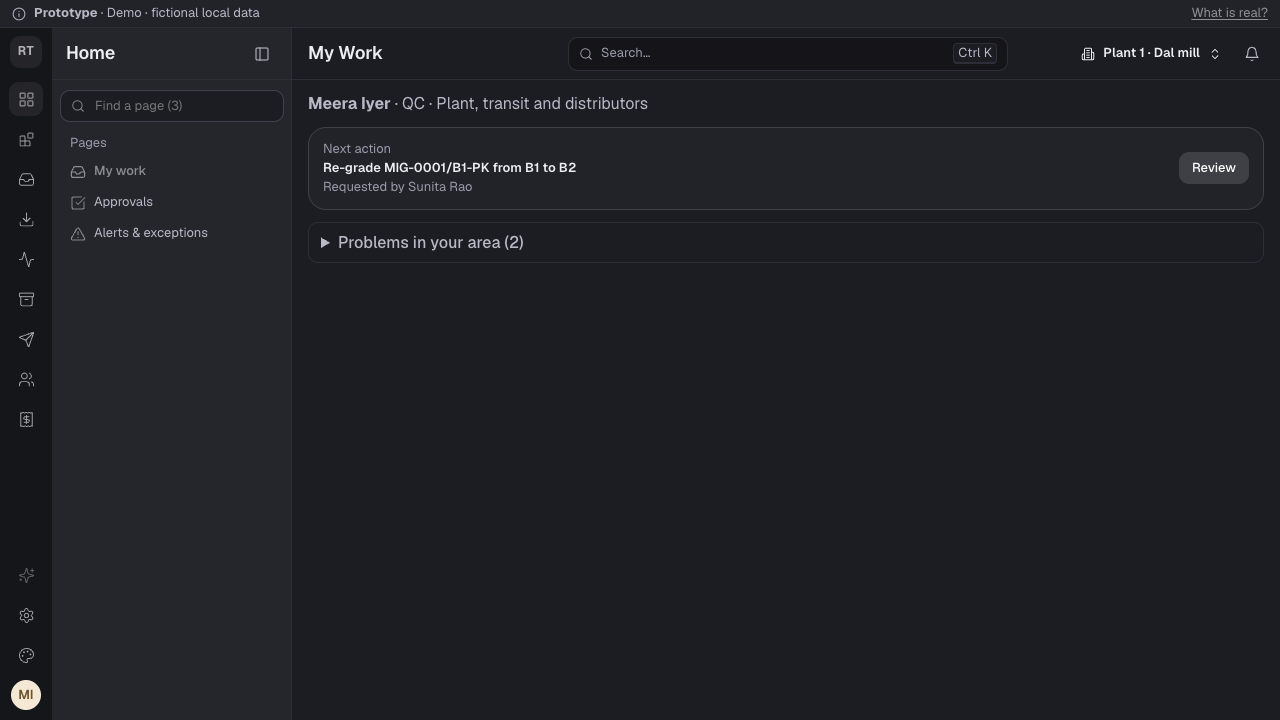 Prototype · Demo · fictional local data
What is real?
RT
Home
My Work
Search...
Ctrl K
Plant 1 · Dal mill
Find a page (3)
Pages
My work
Approvals
Alerts & exceptions
Meera Iyer · QC · Plant, transit and distributors
Next action
Re-grade MIG-0001/B1-PK from B1 to B2
Requested by Sunita Rao
Review
Problems in your area (2)
MI